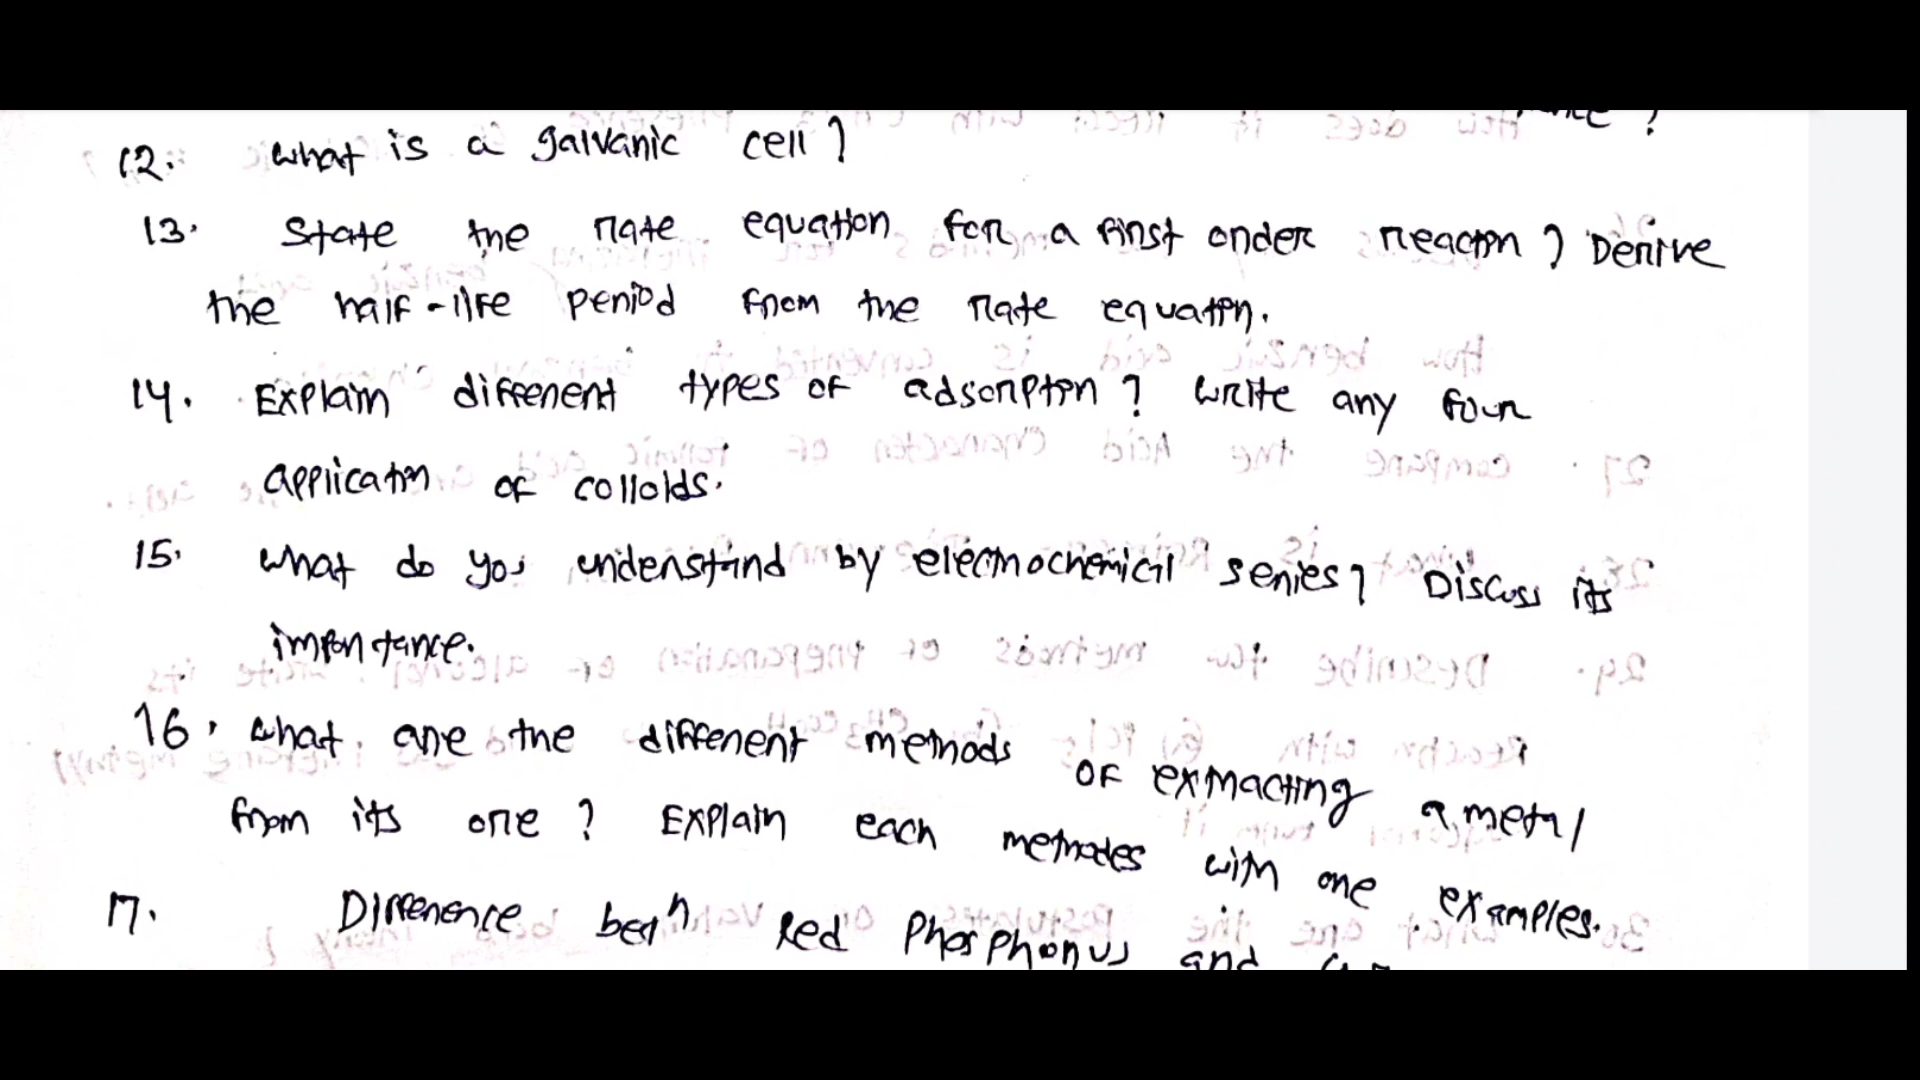 12. What is a galvanic cell?
13. State the rate equation for a first order reaction? Derive
the half-life period from the rate equation.
14. Explain different types of adsorption? Write any four
application of colloids.
15. What do you understand by electrochemical series? Discuss its
importance.
16. What are the different methods of extracting a metal
from its ore? Explain each methodes with one examples.
17. Difference betn Red Phosphorus and